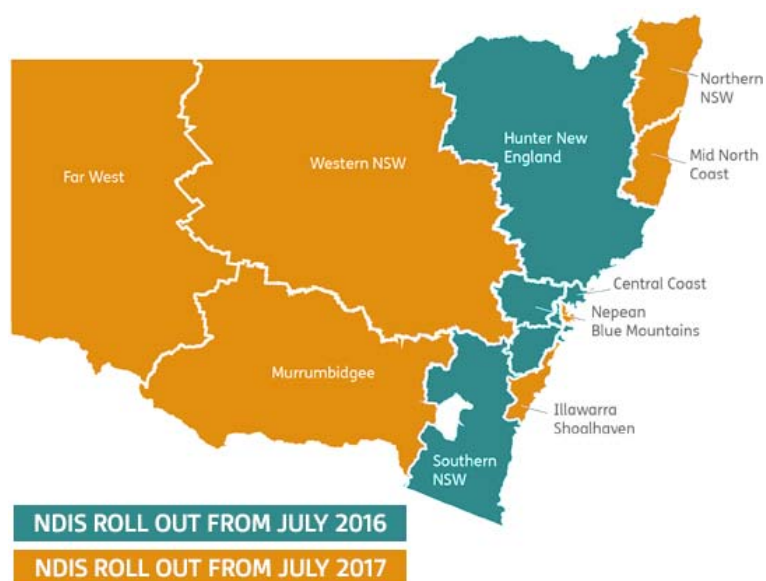 Northern
NSW
Hunter New
England
Mid North
Coast
Far West
Western NSW
Central Coast
Nepean
Blue Mountains
Murrumbidgee
Illawarra
Shoalhaven
Southern
NSW
NDIS ROLL OUT FROM JULY 2016
NDIS ROLL OUT FROM JULY 2017